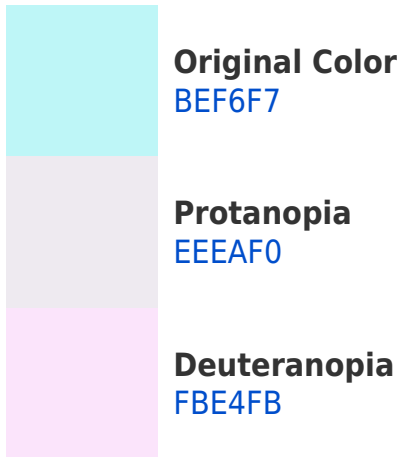 Original Color
BEF6F7
Protanopia
EEEAF0
Deuteranopia
FBE4FB